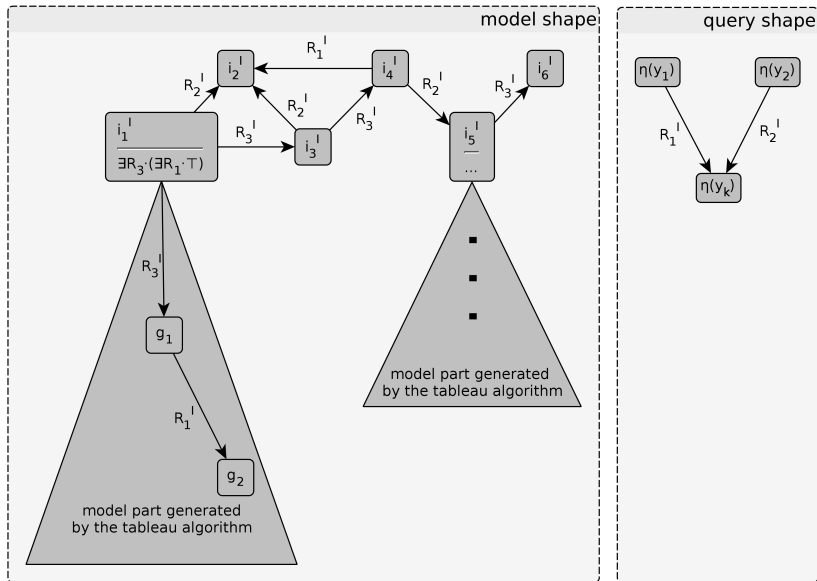 model shape
R₁ᴵ
i₂ᴵ
i₄ᴵ
i₆ᴵ
R₂ᴵ
R₂ᴵ
R₂ᴵ
R₃ᴵ
i₁ᴵ
∃R₃·(∃R₁·⊤)
R₃ᴵ
i₃ᴵ
R₃ᴵ
i₅ᴵ
...
R₃ᴵ
g₁
R₁ᴵ
g₂
model part generated
by the tableau algorithm
model part generated
by the tableau algorithm
query shape
η(y₁)
η(y₂)
R₁ᴵ
R₂ᴵ
η(yₖ)